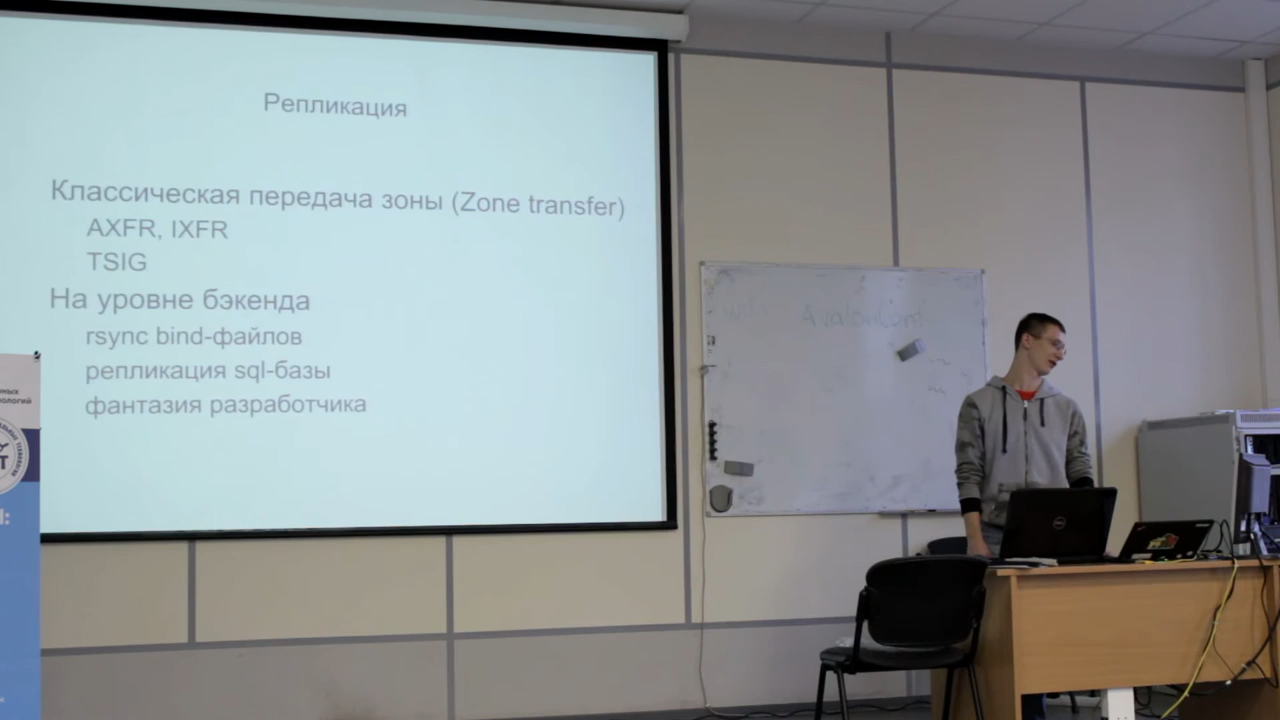 Репликация
Классическая передача зоны (Zone transfer)
AXFR, IXFR
TSIG
На уровне бэкенда
rsync bind-файлов
репликация sql-базы
фантазия разработчика
DELL